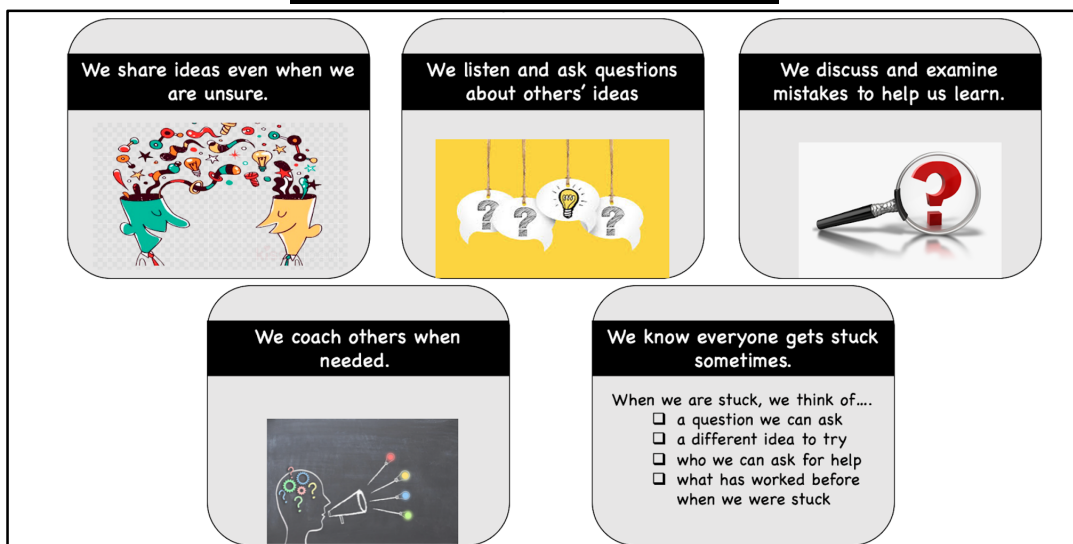 We share ideas even when we
are unsure.
We listen and ask questions
about others' ideas
We discuss and examine
mistakes to help us learn.
?
?
?
?
We coach others when
needed.
?
?
?
We know everyone gets stuck
sometimes.
When we are stuck, we think of....
❑ a question we can ask
❑ a different idea to try
❑ who we can ask for help
❑ what has worked before
when we were stuck